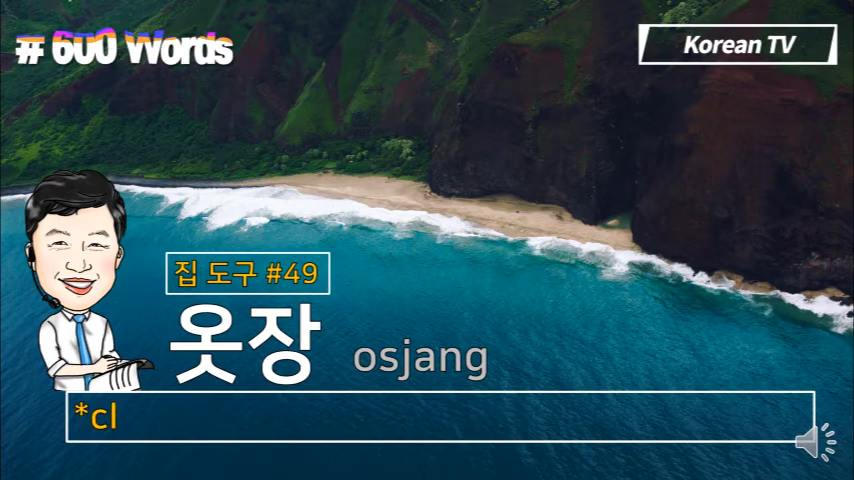 # 600 Words
Korean TV
집 도구 #49
옷장 osjang
*cl